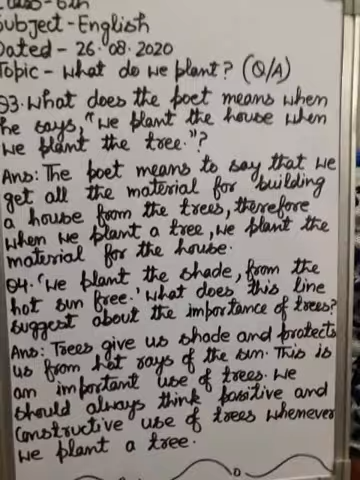 Class-6th
Subject-English
Dated - 26.08.2020
Topic - What do we plant? (Q/A)
Q3. What does the poet means when
he says, "we plant the house when
we plant the tree."?
Ans: The poet means to say that we
get all the material for building
a house from the trees, therefore
when we plant a tree, we plant the
material for the house.
Q4. "We plant the shade, from the
hot sun free.' What does this line
suggest about the importance of trees?
Ans: Trees give us shade and protects
us from hot rays of the sun. This is
an important use of trees. We
should always think positive and
constructive use of trees whenever
we plant a tree.